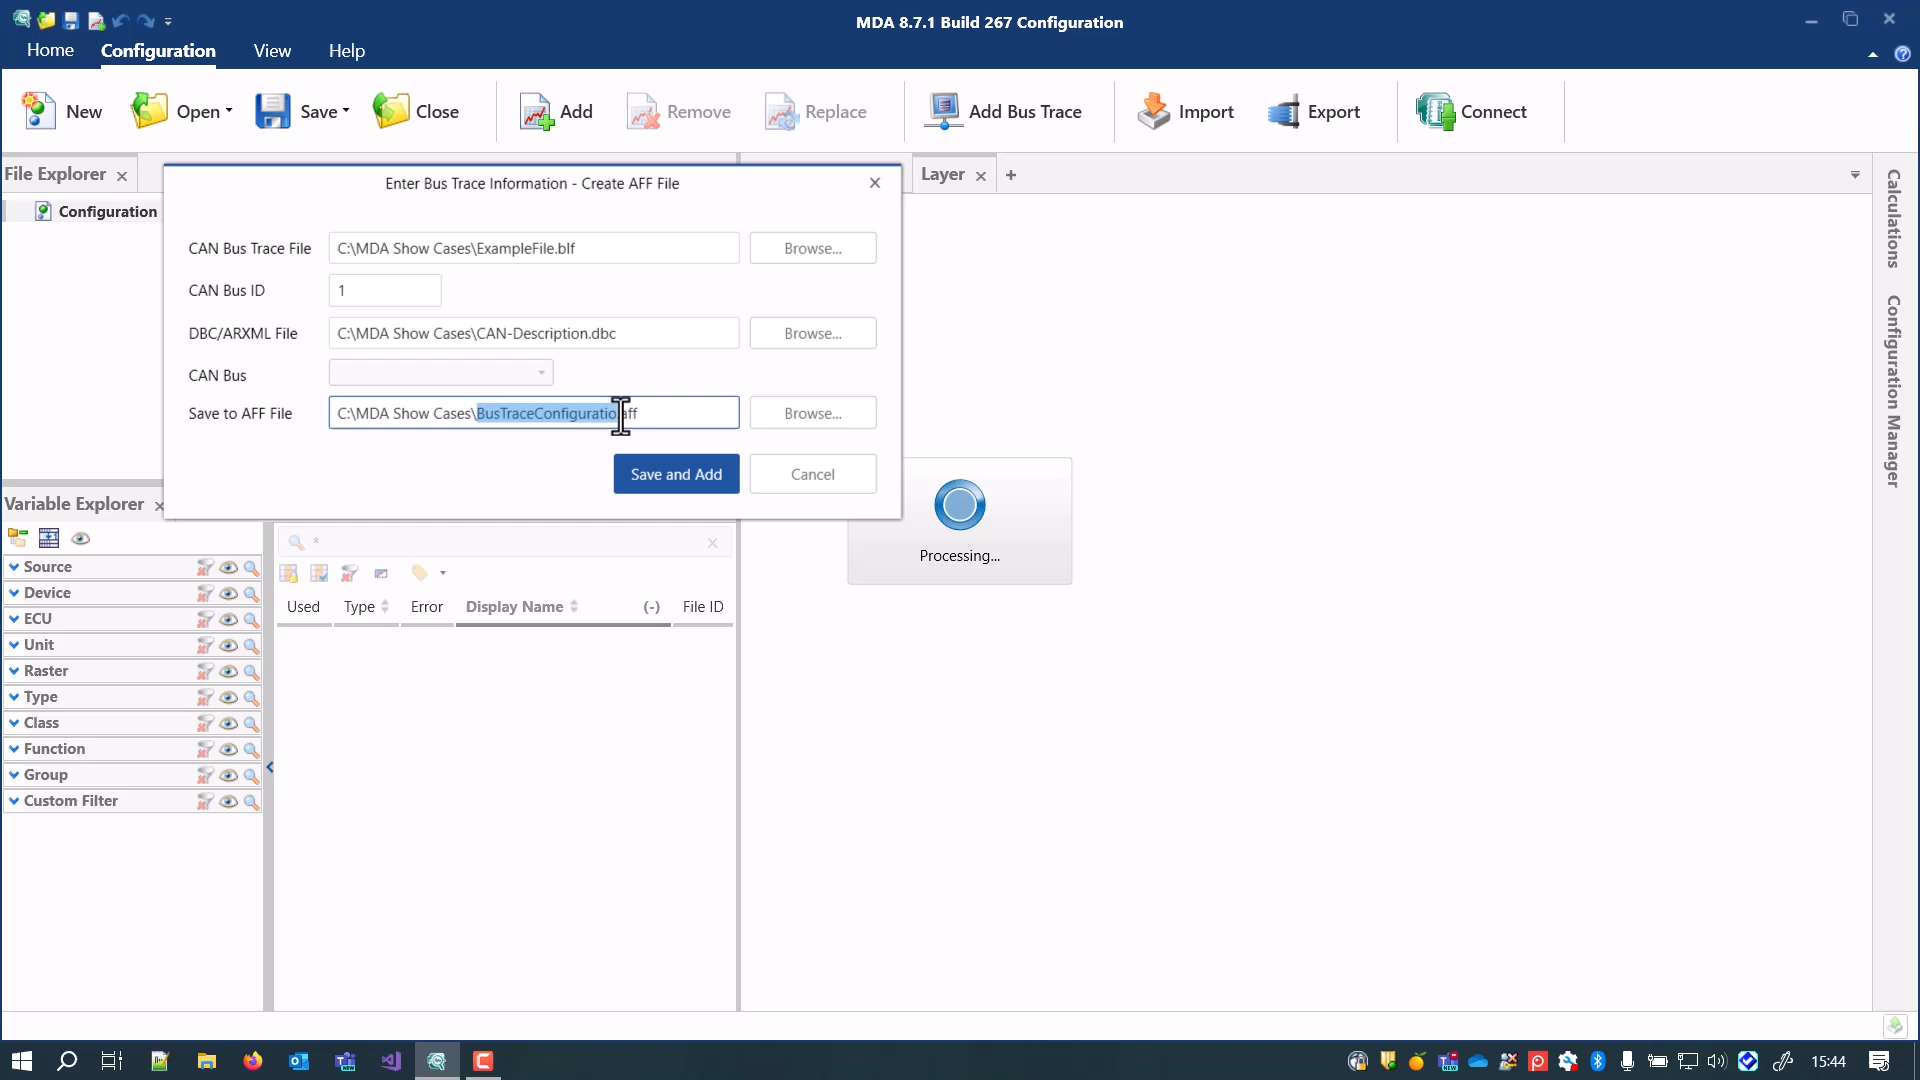 MDA 8.7.1 Build 267 Configuration
Home
Configuration
View
Help
New
Open
Save
Close
Add
Remove
Replace
Add Bus Trace
Import
Export
Connect
File Explorer
Configuration
Enter Bus Trace Information - Create AFF File
CAN Bus Trace File
C:\MDA Show Cases\ExampleFile.blf
Browse...
CAN Bus ID
1
DBC/ARXML File
C:\MDA Show Cases\CAN-Description.dbc
Browse...
CAN Bus
Save to AFF File
C:\MDA Show Cases\BusTraceConfiguratio.aff
Browse...
Save and Add
Cancel
Layer
Calculations
Configuration Manager
Processing...
Variable Explorer
Source
Device
ECU
Unit
Raster
Type
Class
Function
Group
Custom Filter
*
Used
Type
Error
Display Name
(-)
File ID
15:44